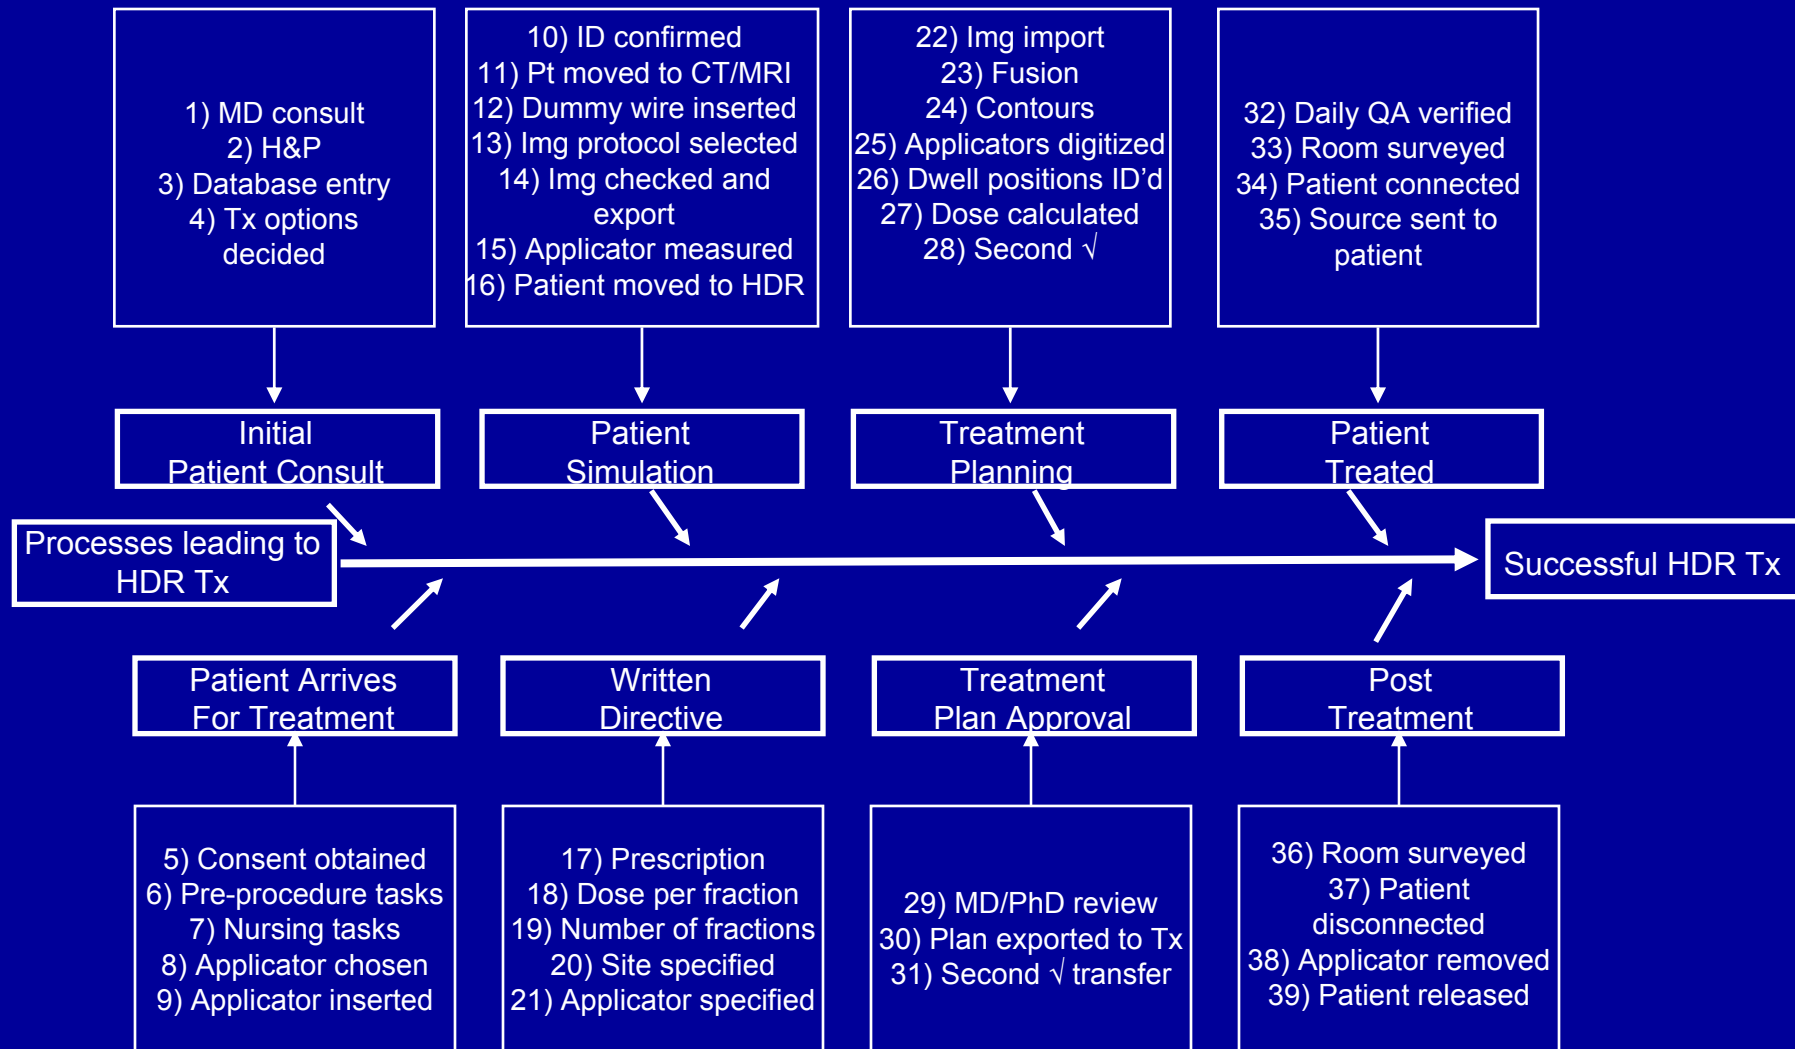 1) MD consult
2) H&P
3) Database entry
4) Tx options
decided
10) ID confirmed
11) Pt moved to CT/MRI
12) Dummy wire inserted
13) Img protocol selected
14) Img checked and
export
15) Applicator measured
16) Patient moved to HDR
22) Img import
23) Fusion
24) Contours
25) Applicators digitized
26) Dwell positions ID’d
27) Dose calculated
28) Second √
32) Daily QA verified
33) Room surveyed
34) Patient connected
35) Source sent to
patient
Initial
Patient Consult
Patient
Simulation
Treatment
Planning
Patient
Treated
Processes leading to
HDR Tx
Successful HDR Tx
Patient Arrives
For Treatment
Written
Directive
Treatment
Plan Approval
Post
Treatment
5) Consent obtained
6) Pre-procedure tasks
7) Nursing tasks
8) Applicator chosen
9) Applicator inserted
17) Prescription
18) Dose per fraction
19) Number of fractions
20) Site specified
21) Applicator specified
29) MD/PhD review
30) Plan exported to Tx
31) Second √ transfer
36) Room surveyed
37) Patient
disconnected
38) Applicator removed
39) Patient released